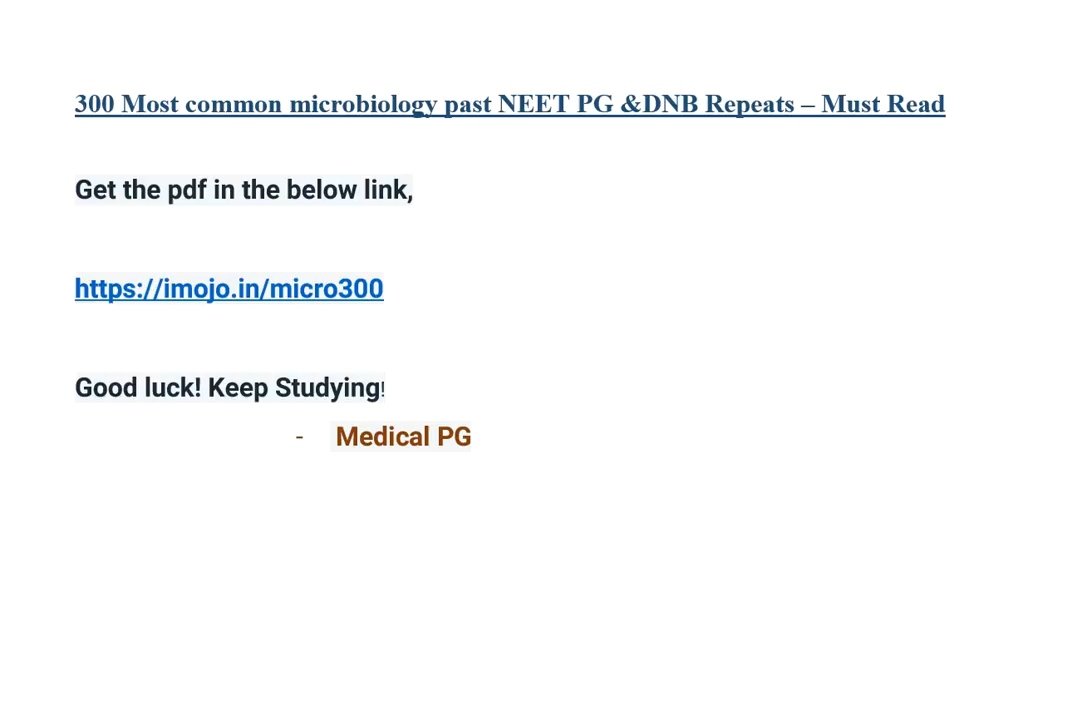 300 Most common microbiology past NEET PG &DNB Repeats – Must Read
Get the pdf in the below link,
https://imojo.in/micro300
Good luck! Keep Studying!
- Medical PG